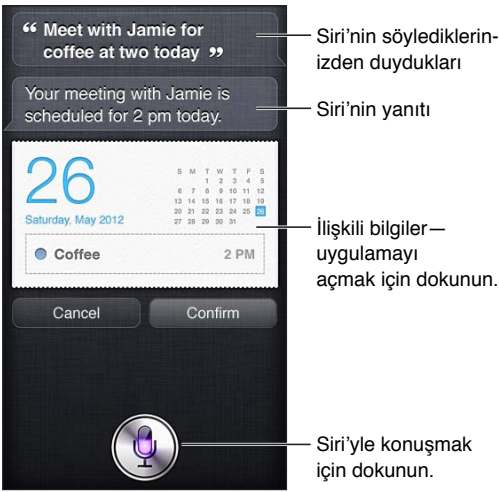 “ Meet with Jamie for
coffee at two today ”
Siri’nin söylediklerin-
izden duydukları
Your meeting with Jamie is
scheduled for 2 pm today.
Siri’nin yanıtı
26
Saturday, May 2012
S M T W T F S
1 2 3 4 5
6 7 8 9 10 11 12
13 14 15 16 17 18 19
20 21 22 23 24 25 26
27 28 29 30 31
Coffee 2 PM
İlişkili bilgiler—
uygulamayı
açmak için dokunun.
Cancel Confirm
Siri’yle konuşmak
için dokunun.